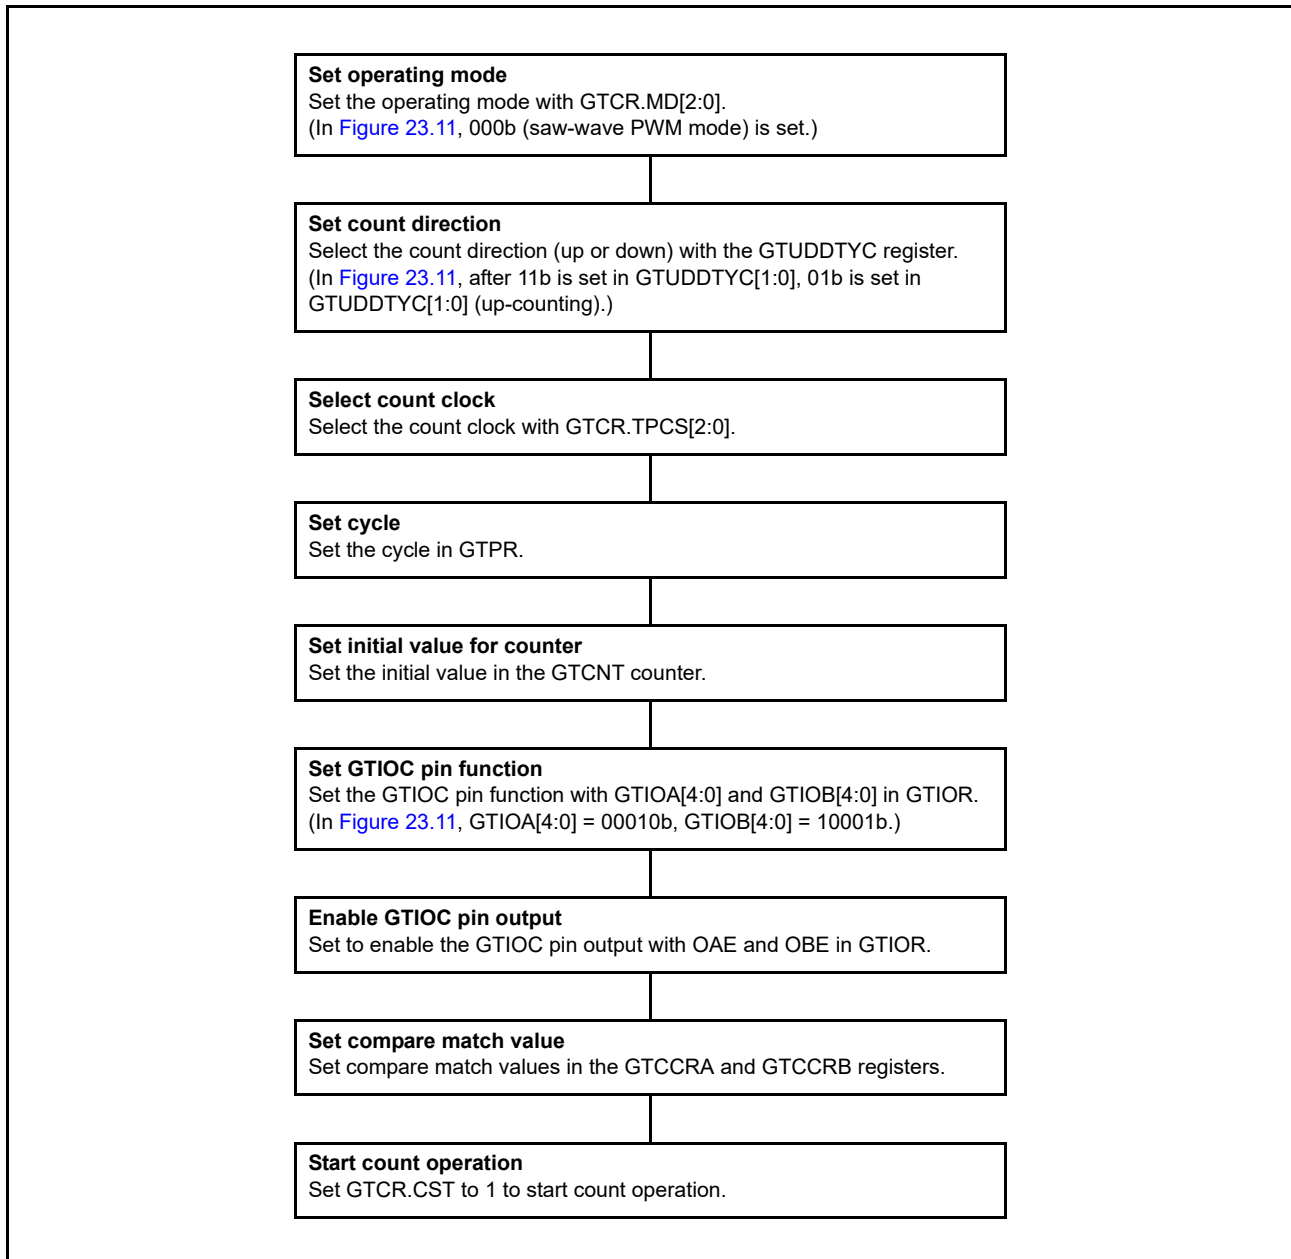 Set operating mode
Set the operating mode with GTCR.MD[2:0].
(In Figure 23.11, 000b (saw-wave PWM mode) is set.)
Set count direction
Select the count direction (up or down) with the GTUDDTYC register.
(In Figure 23.11, after 11b is set in GTUDDTYC[1:0], 01b is set in
GTUDDTYC[1:0] (up-counting).)
Select count clock
Select the count clock with GTCR.TPCS[2:0].
Set cycle
Set the cycle in GTPR.
Set initial value for counter
Set the initial value in the GTCNT counter.
Set GTIOC pin function
Set the GTIOC pin function with GTIOA[4:0] and GTIOB[4:0] in GTIOR.
(In Figure 23.11, GTIOA[4:0] = 00010b, GTIOB[4:0] = 10001b.)
Enable GTIOC pin output
Set to enable the GTIOC pin output with OAE and OBE in GTIOR.
Set compare match value
Set compare match values in the GTCCRA and GTCCRB registers.
Start count operation
Set GTCR.CST to 1 to start count operation.